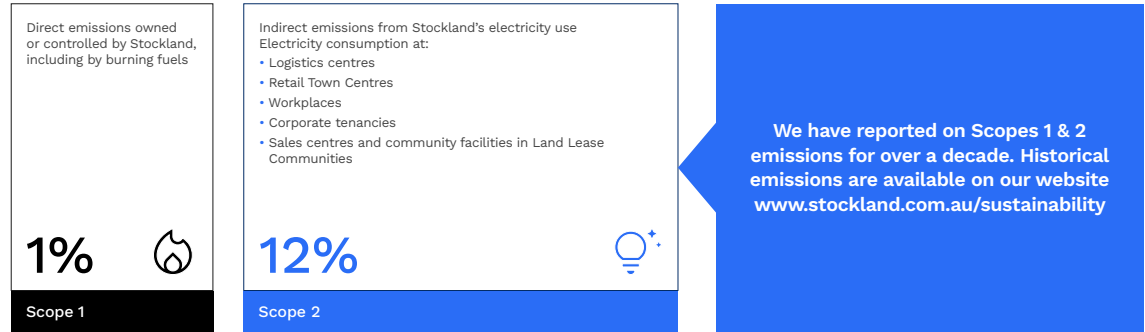 Direct emissions owned
or controlled by Stockland,
including by burning fuels
1%
Scope 1
Indirect emissions from Stockland’s electricity use
Electricity consumption at:
• Logistics centres
• Retail Town Centres
• Workplaces
• Corporate tenancies
• Sales centres and community facilities in Land Lease
Communities
12%
Scope 2
We have reported on Scopes 1 & 2
emissions for over a decade. Historical
emissions are available on our website
www.stockland.com.au/sustainability